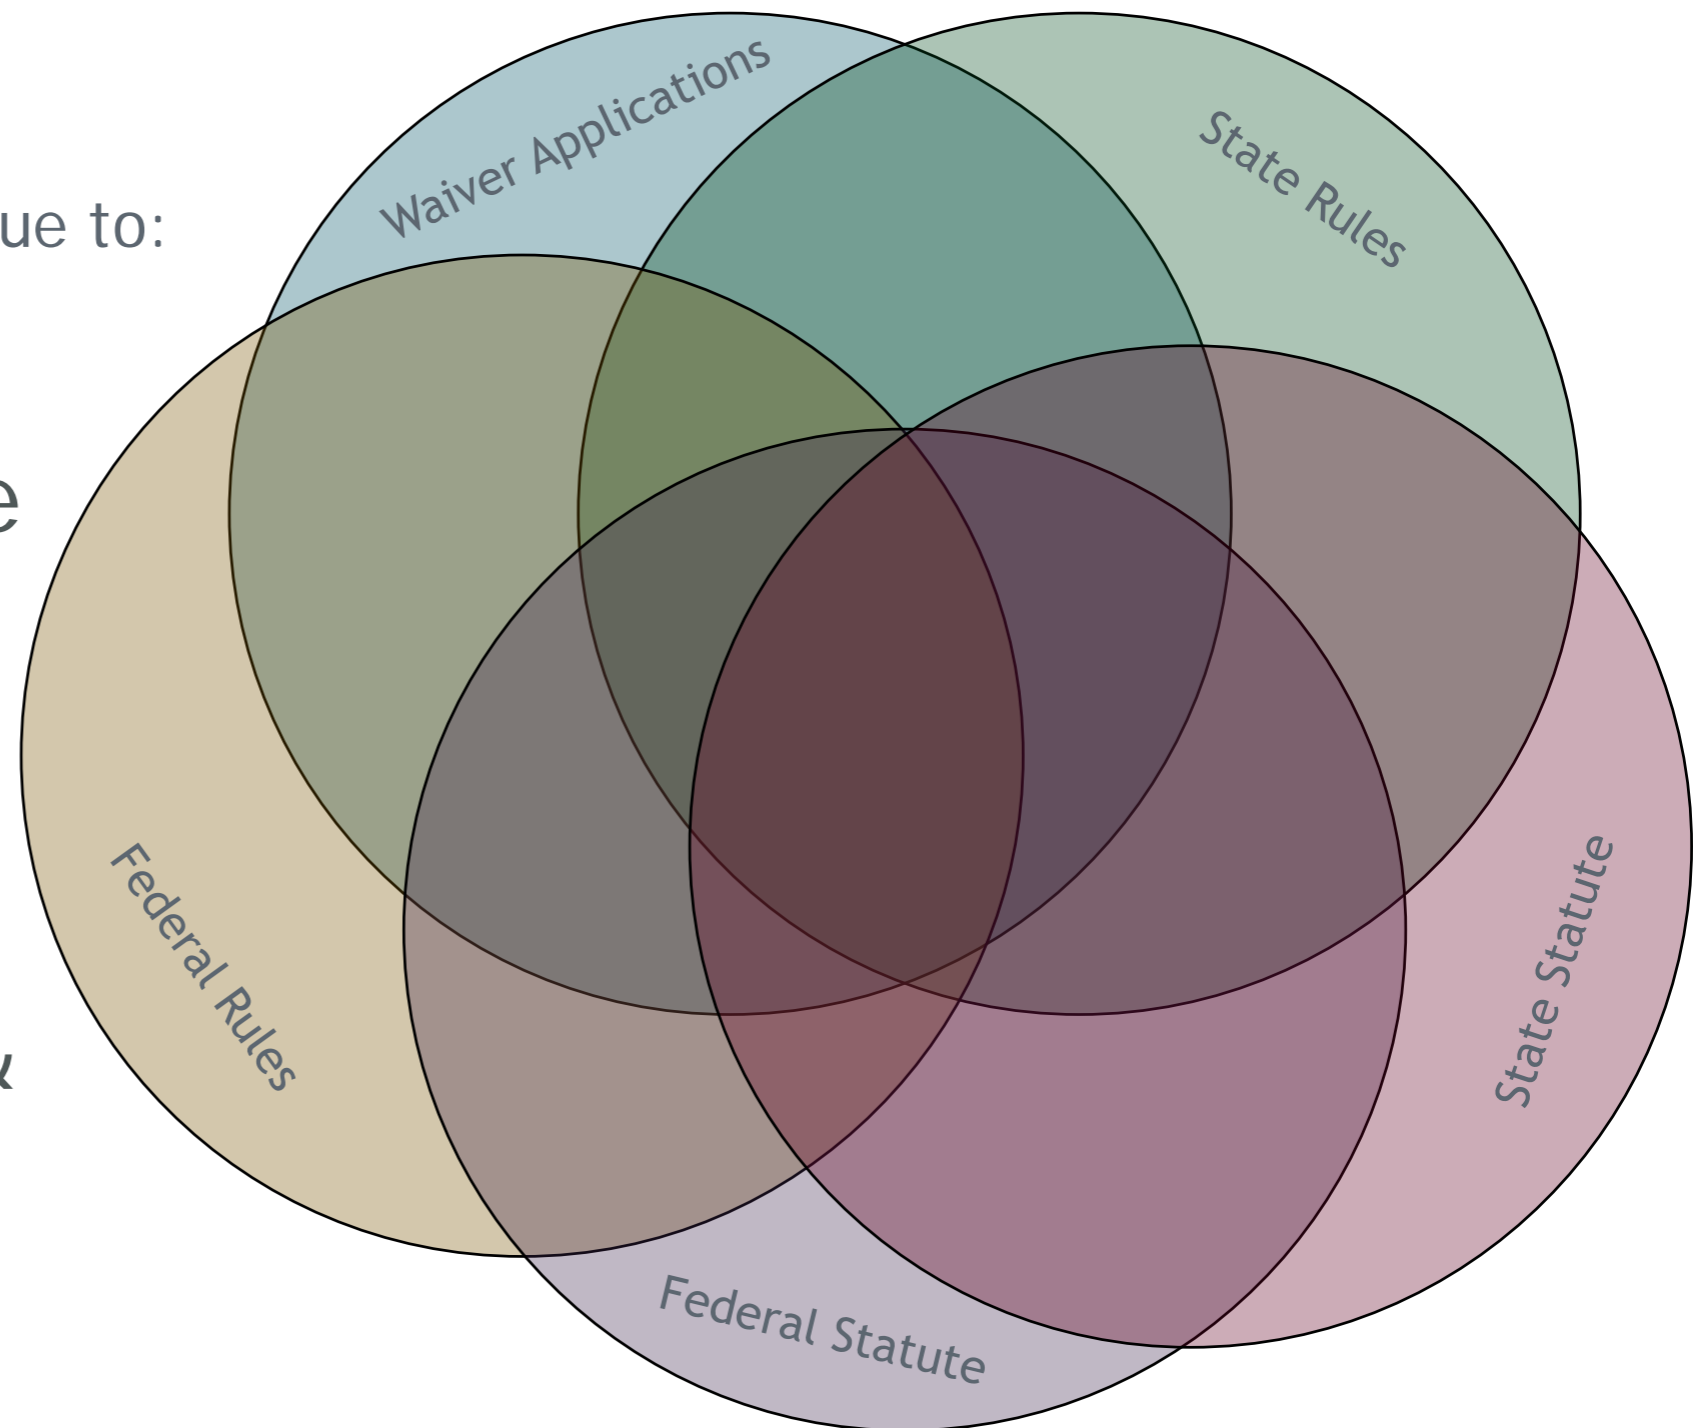 Waiver Applications
State Rules
ue to:
e
Federal Rules
State Statute
&
Federal Statute